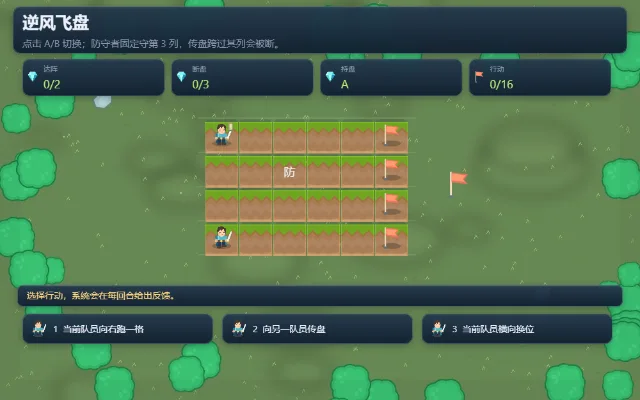 逆风飞盘
点击 A/B 切换；防守者固定守第 3 列，传盘跨过其列会被断。
达阵
0/2
断盘
0/3
持盘
A
行动
0/16
防
选择行动，系统会在每回合给出反馈。
1 当前队员向右跑一格
2 向另一队员传盘
3 当前队员横向换位